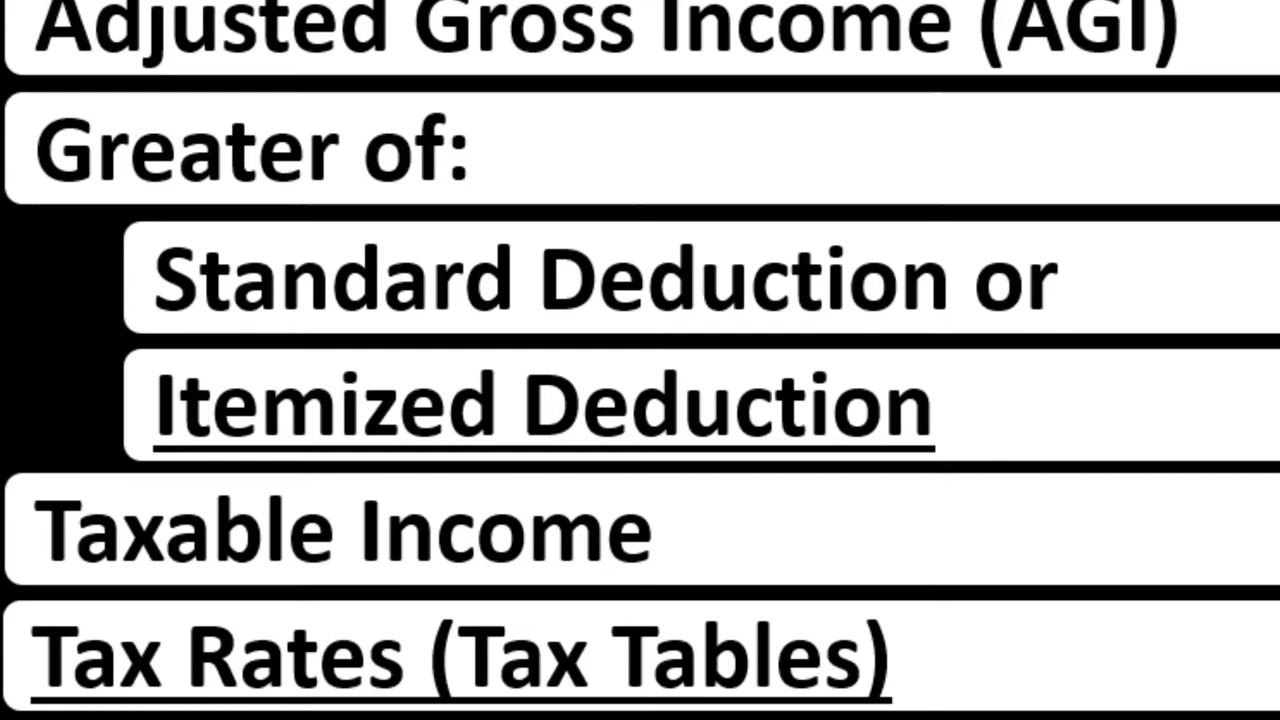 Adjusted Gross Income (AGI)
Greater of:
Standard Deduction or
Itemized Deduction
Taxable Income
Tax Rates (Tax Tables)